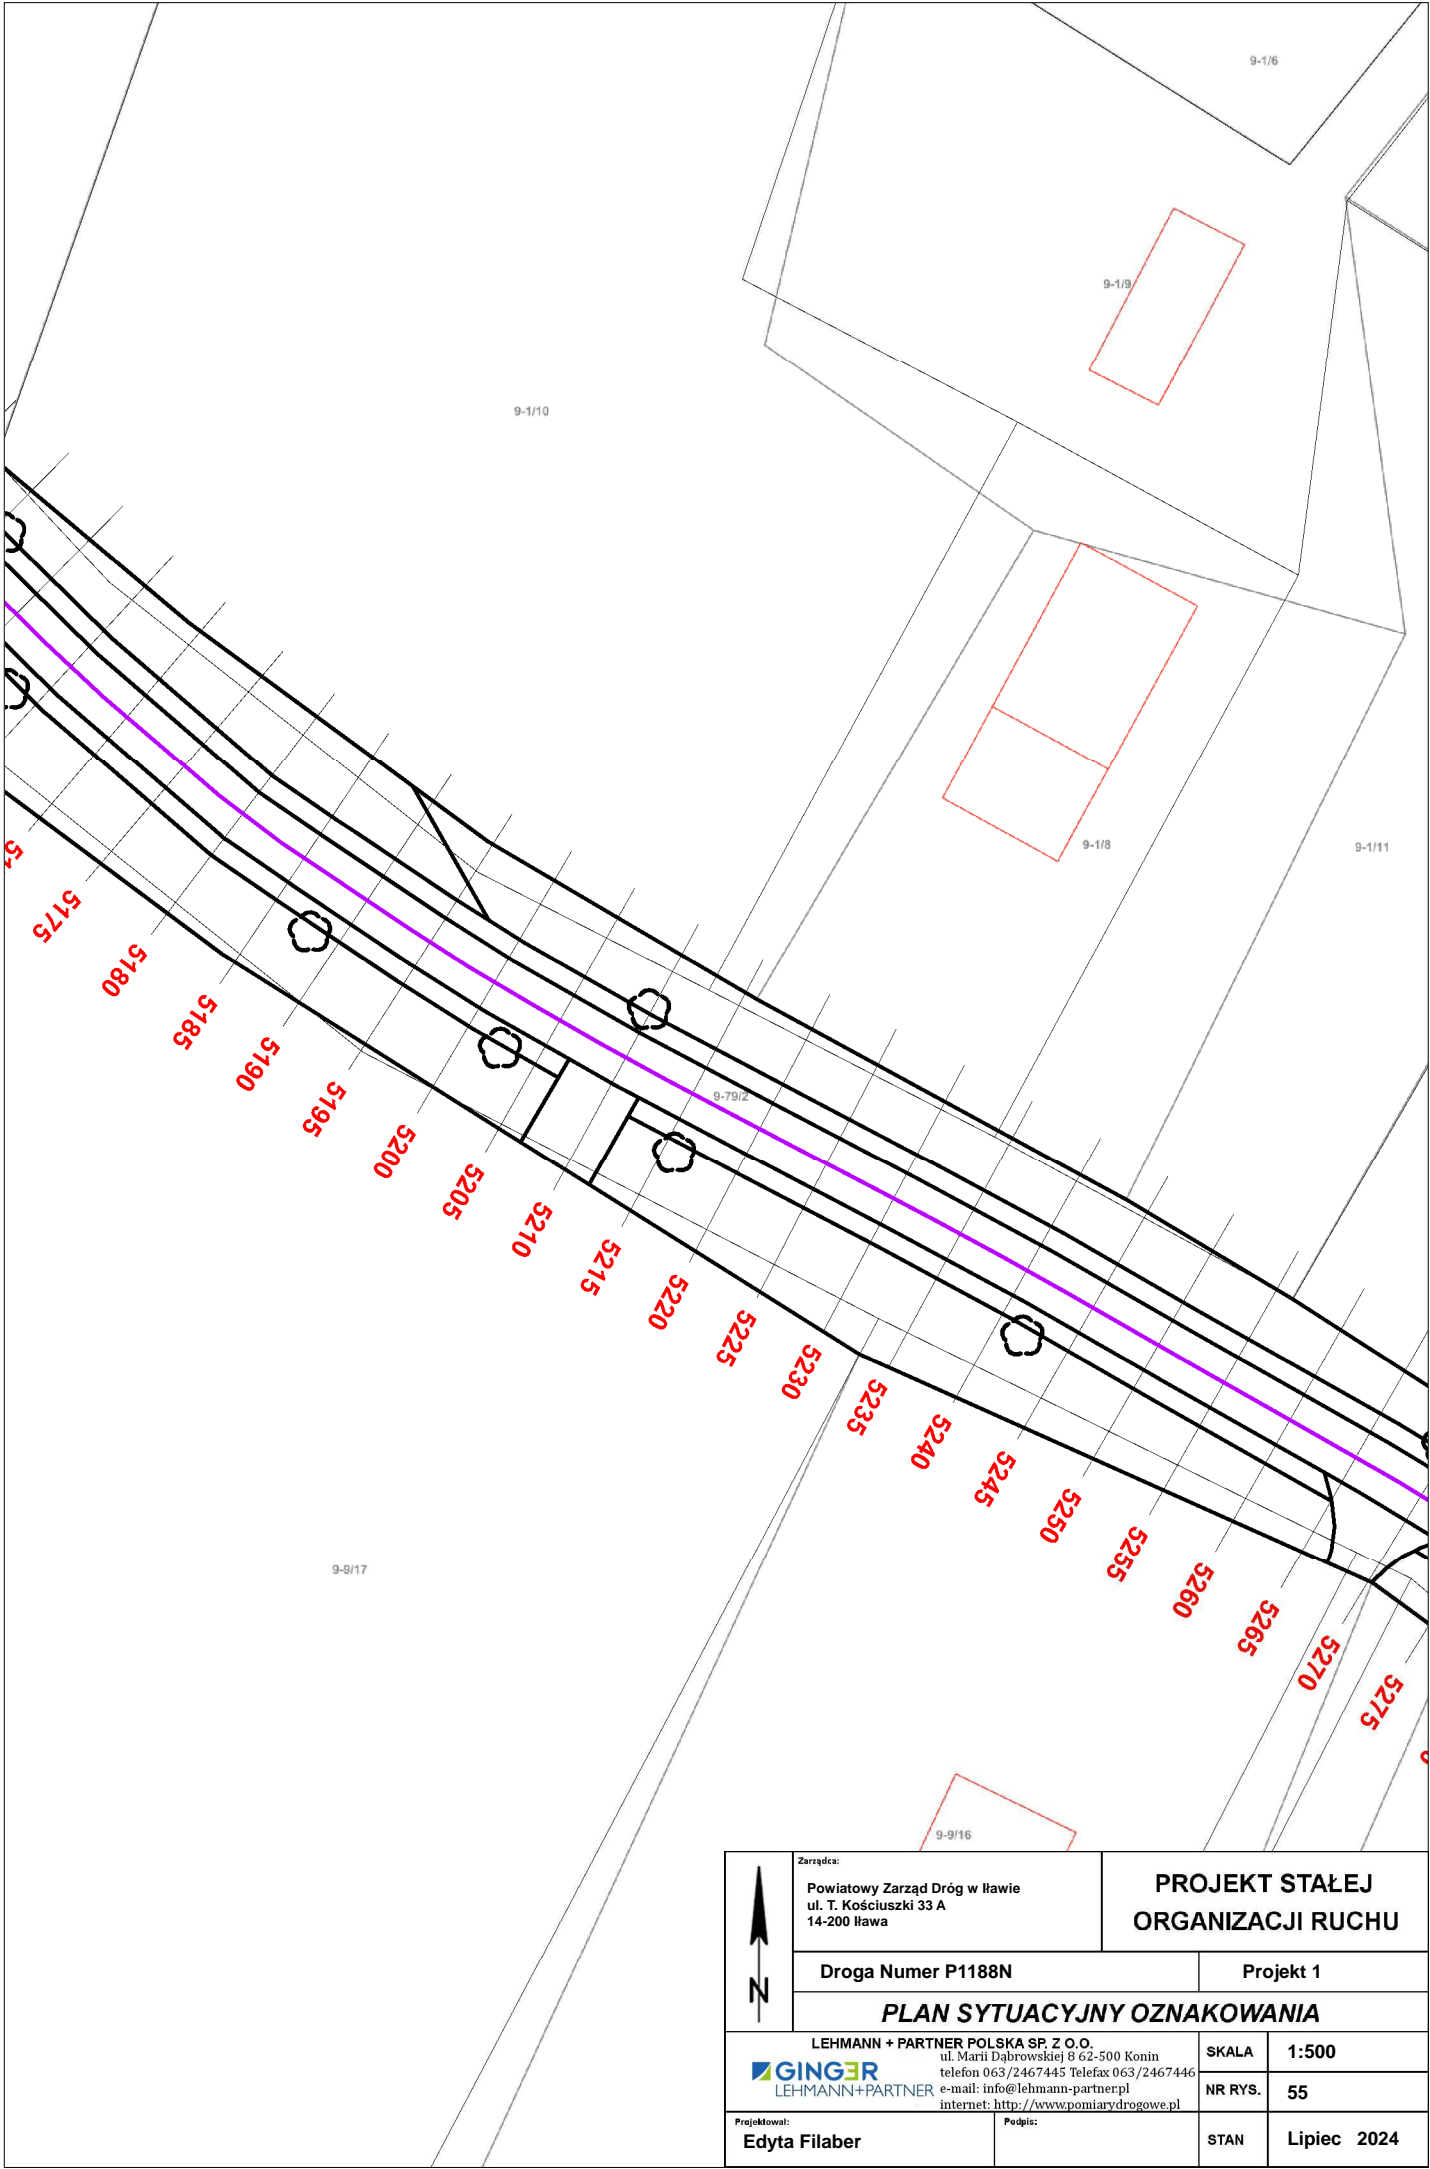 9-1/6
9-1/9
9-1/10
9-1/8
9-1/11
9-79/2
5175
5180
5185
5190
5195
5200
5205
5210
5215
5220
5225
5230
5235
5240
5245
5250
5255
5260
5265
5270
5275
9-9/17
9-9/16
Zarządca:
Powiatowy Zarząd Dróg w Iławie
ul. T. Kościuszki 33 A
14-200 Iława
PROJEKT STAŁEJ
ORGANIZACJI RUCHU
N
Droga Numer P1188N
Projekt 1
PLAN SYTUACYJNY OZNAKOWANIA
LEHMANN + PARTNER POLSKA SP. Z O.O.
GINGER
LEHMANN+PARTNER
ul. Marii Dąbrowskiej 8 62-500 Konin
telefon 063/2467445 Telefax 063/2467446
e-mail: info@lehmann-partner.pl
internet: http://www.pomiarydrogowe.pl
SKALA 1:500
NR RYS. 55
Projektował:
Edyta Filaber
Podpis:
STAN Lipiec 2024